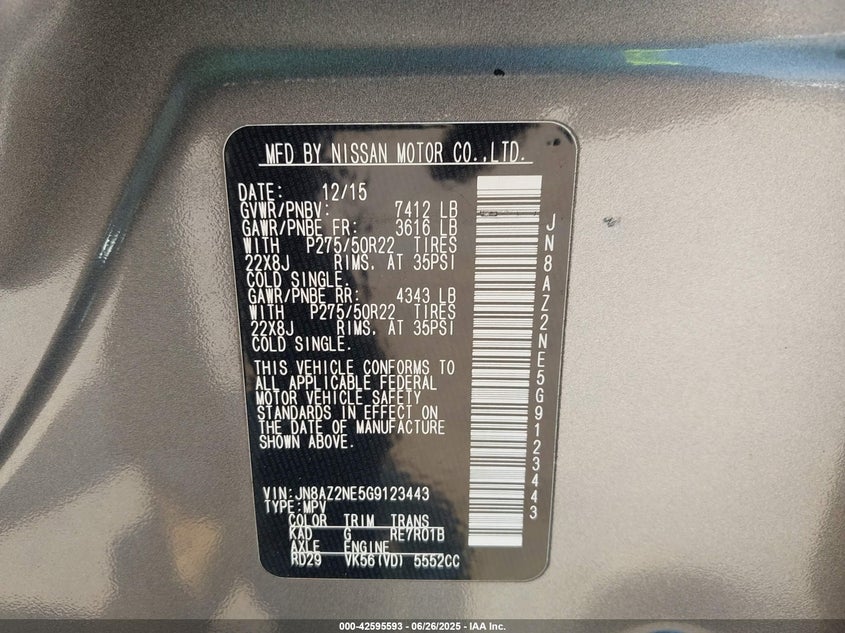 MFD BY NISSAN MOTOR CO.,LTD.
DATE: 12/15
GVWR/PNBV: 7412 LB
GAWR/PNBE FR: 3616 LB
WITH P275/50R22 TIRES
22X8J RIMS. AT 35PSI
COLD SINGLE.
GAWR/PNBE RR: 4343 LB
WITH P275/50R22 TIRES
22X8J RIMS. AT 35PSI
COLD SINGLE.
THIS VEHICLE CONFORMS TO
ALL APPLICABLE FEDERAL
MOTOR VEHICLE SAFETY
STANDARDS IN EFFECT ON
THE DATE OF MANUFACTURE
SHOWN ABOVE.
VIN:JN8AZ2NE5G9123443
TYPE:MPV
COLOR TRIM TRANS
KAD G RE7R01B
AXLE ENGINE
RD29 VK56(VD) 5552CC
JN8AZ2NE5G9123443
000-42595593 / 06/26/2025 - IAA Inc.